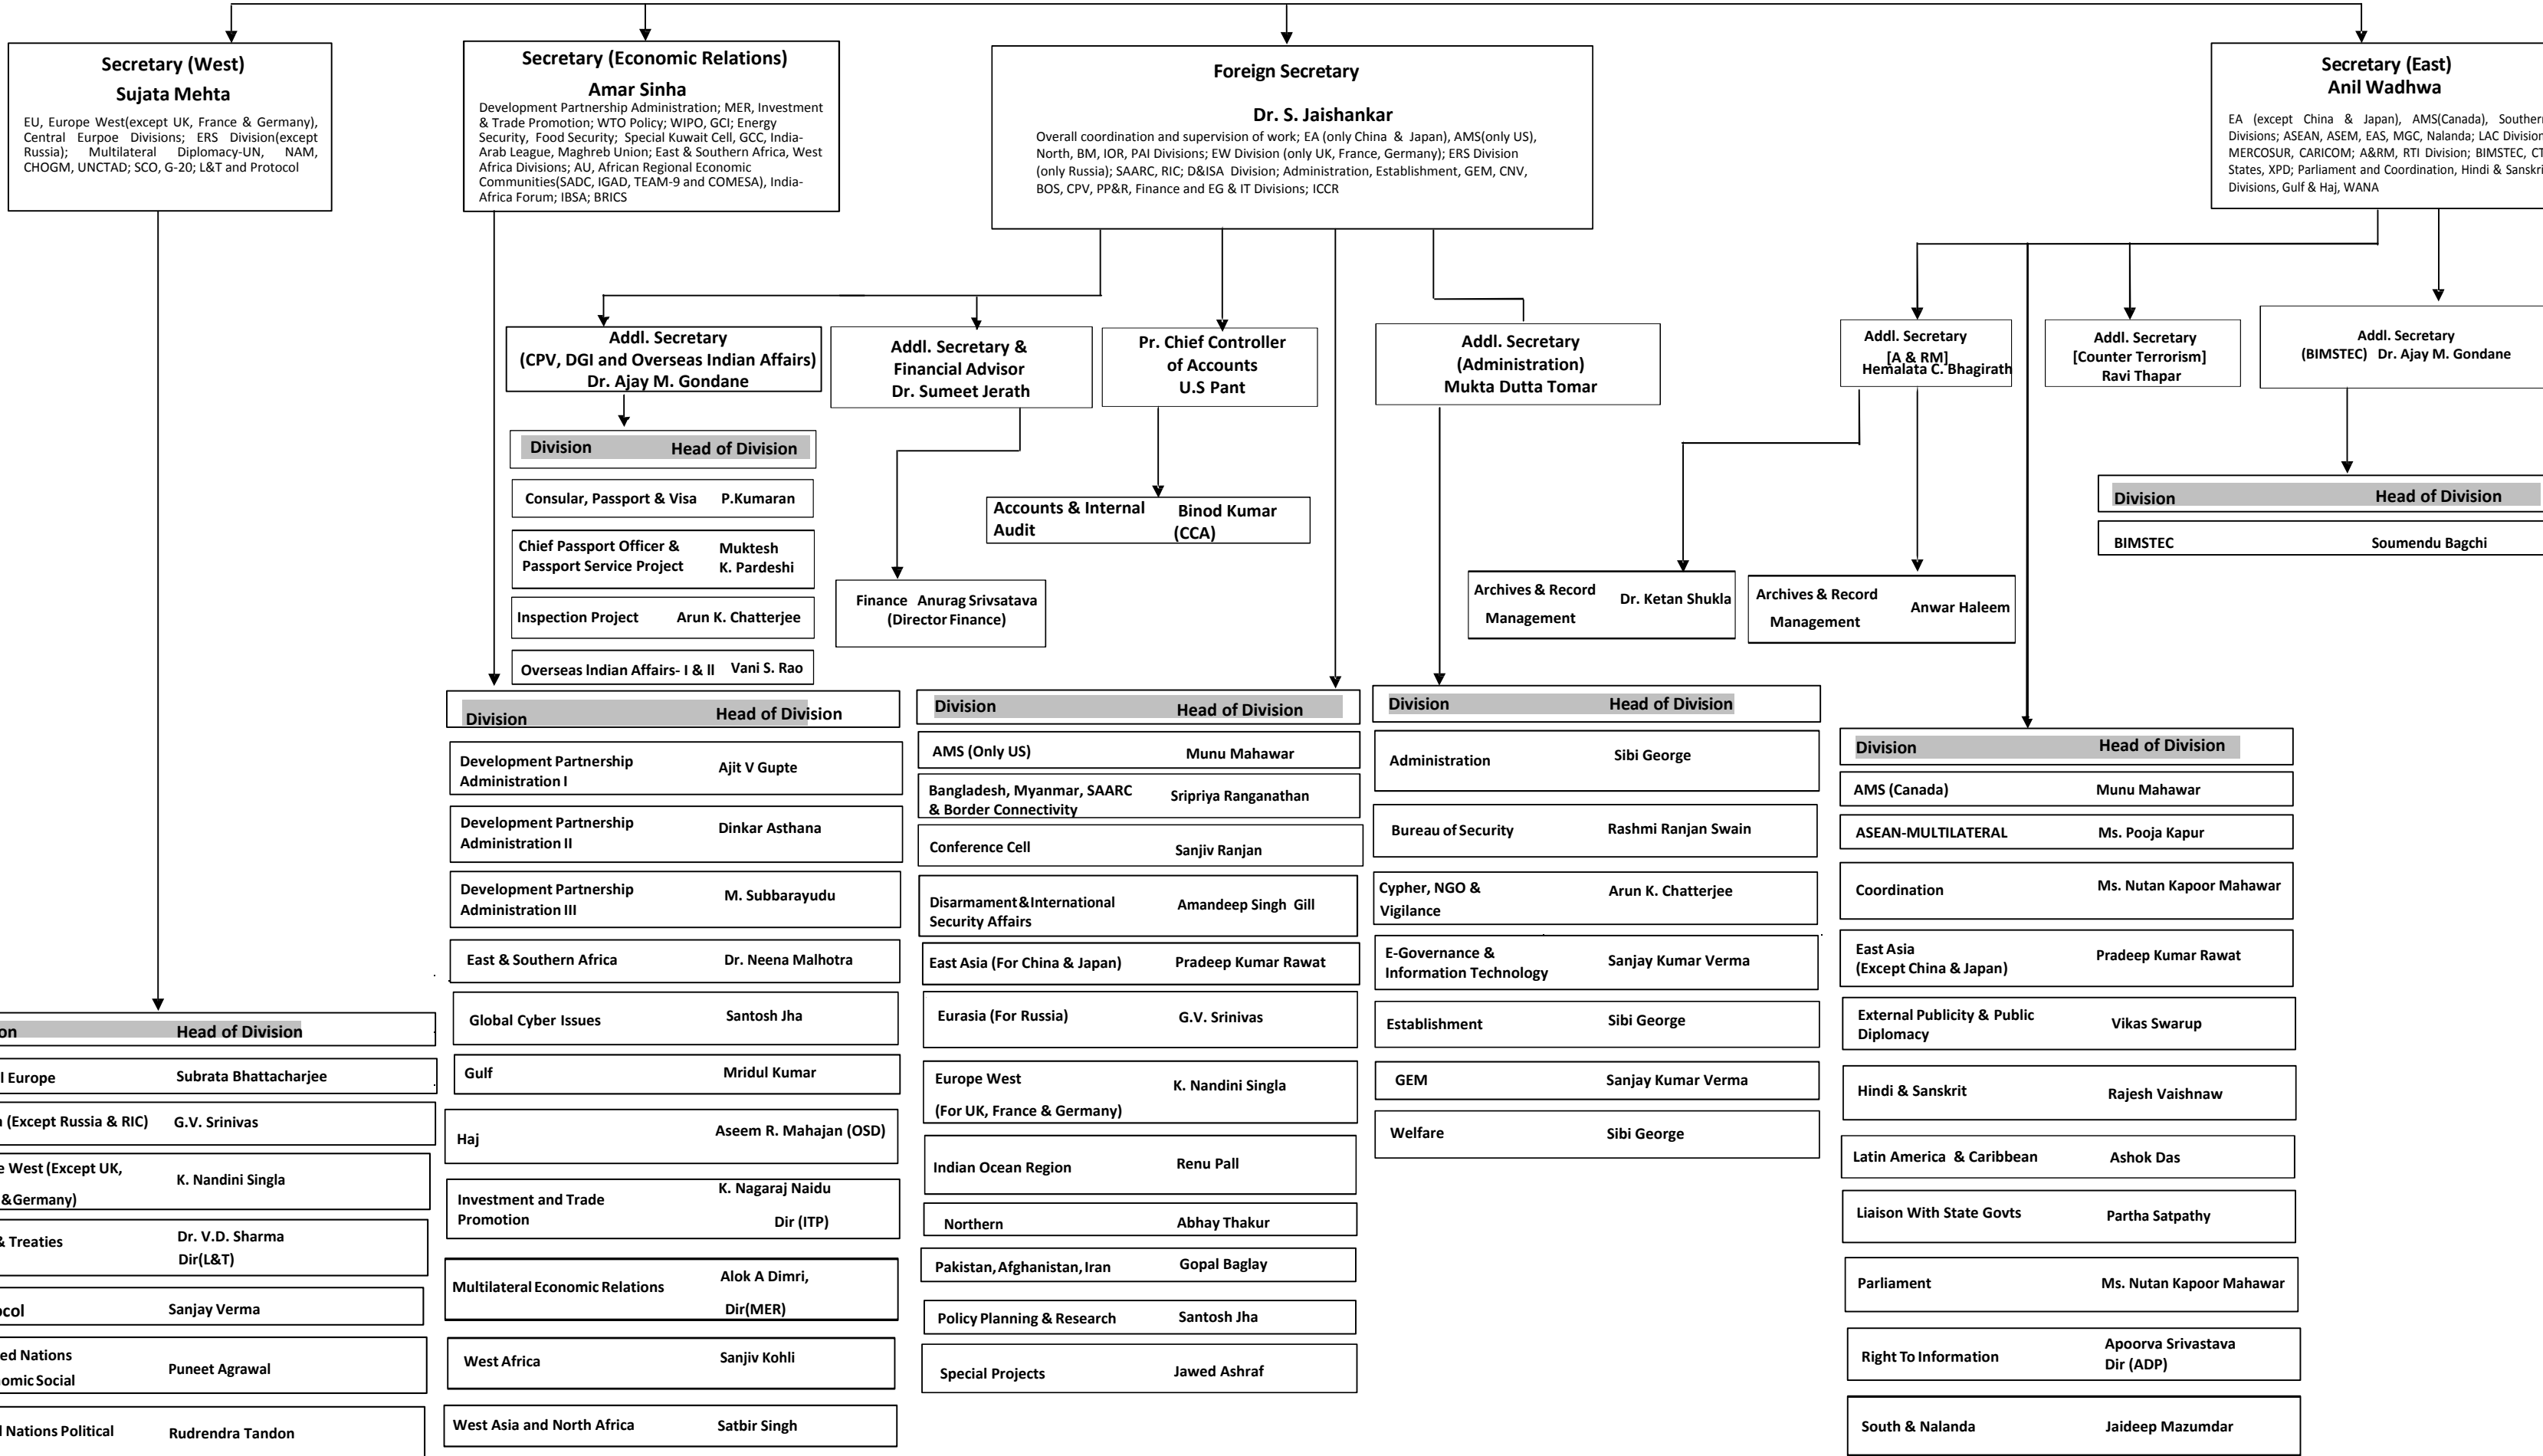 Secretary (West)
Sujata Mehta
EU, Europe West(except UK, France & Germany),
Central Eurpoe Divisions; ERS Division(except
Russia); Multilateral Diplomacy-UN, NAM,
CHOGM, UNCTAD; SCO, G-20; L&T and Protocol
Secretary (Economic Relations)
Amar Sinha
Development Partnership Administration; MER, Investment
& Trade Promotion; WTO Policy; WIPO, GCI; Energy
Security, Food Security; Special Kuwait Cell, GCC, India-
Arab League, Maghreb Union; East & Southern Africa, West
Africa Divisions; AU, African Regional Economic
Communities(SADC, IGAD, TEAM-9 and COMESA), India-
Africa Forum; IBSA; BRICS
Foreign Secretary
Dr. S. Jaishankar
Overall coordination and supervision of work; EA (only China & Japan), AMS(only US),
North, BM, IOR, PAI Divisions; EW Division (only UK, France, Germany); ERS Division
(only Russia); SAARC, RIC; D&ISA Division; Administration, Establishment, GEM, CNV,
BOS, CPV, PP&R, Finance and EG & IT Divisions; ICCR
Secretary (East)
Anil Wadhwa
EA (except China & Japan), AMS(Canada), Southern
Divisions; ASEAN, ASEM, EAS, MGC, Nalanda; LAC Division
MERCOSUR, CARICOM; A&RM, RTI Division; BIMSTEC, CT
States, XPD; Parliament and Coordination, Hindi & Sanskri
Divisions, Gulf & Haj, WANA
Addl. Secretary
(CPV, DGI and Overseas Indian Affairs)
Dr. Ajay M. Gondane
Addl. Secretary &
Financial Advisor
Dr. Sumeet Jerath
Pr. Chief Controller
of Accounts
U.S Pant
Addl. Secretary
(Administration)
Mukta Dutta Tomar
Addl. Secretary
[A & RM]
Hemalata C. Bhagirath
Addl. Secretary
[Counter Terrorism]
Ravi Thapar
Addl. Secretary
(BIMSTEC) Dr. Ajay M. Gondane
Division Head of Division
Consular, Passport & Visa P.Kumaran
Chief Passport Officer & Muktesh
Passport Service Project K. Pardeshi
Inspection Project Arun K. Chatterjee
Overseas Indian Affairs- I & II Vani S. Rao
Finance Anurag Srivsatava
(Director Finance)
Accounts & Internal Binod Kumar
Audit (CCA)
Archives & Record Dr. Ketan Shukla
Management
Archives & Record Anwar Haleem
Management
Division Head of Division
BIMSTEC Soumendu Bagchi
on Head of Division
l Europe Subrata Bhattacharjee
(Except Russia & RIC) G.V. Srinivas
e West (Except UK, K. Nandini Singla
&Germany)
& Treaties Dr. V.D. Sharma
Dir(L&T)
ocol Sanjay Verma
ed Nations Puneet Agrawal
omic Social
Nations Political Rudrendra Tandon
Division Head of Division
Development Partnership Ajit V Gupte
Administration I
Development Partnership Dinkar Asthana
Administration II
Development Partnership M. Subbarayudu
Administration III
East & Southern Africa Dr. Neena Malhotra
Global Cyber Issues Santosh Jha
Gulf Mridul Kumar
Haj Aseem R. Mahajan (OSD)
Investment and Trade K. Nagaraj Naidu
Promotion Dir (ITP)
Multilateral Economic Relations Alok A Dimri,
Dir(MER)
West Africa Sanjiv Kohli
West Asia and North Africa Satbir Singh
Division Head of Division
AMS (Only US) Munu Mahawar
Bangladesh, Myanmar, SAARC Sripriya Ranganathan
& Border Connectivity
Conference Cell Sanjiv Ranjan
Disarmament & International Amandeep Singh Gill
Security Affairs
East Asia (For China & Japan) Pradeep Kumar Rawat
Eurasia (For Russia) G.V. Srinivas
Europe West K. Nandini Singla
(For UK, France & Germany)
Indian Ocean Region Renu Pall
Northern Abhay Thakur
Pakistan, Afghanistan, Iran Gopal Baglay
Policy Planning & Research Santosh Jha
Special Projects Jawed Ashraf
Division Head of Division
Administration Sibi George
Bureau of Security Rashmi Ranjan Swain
Cypher, NGO & Arun K. Chatterjee
Vigilance
E-Governance & Sanjay Kumar Verma
Information Technology
Establishment Sibi George
GEM Sanjay Kumar Verma
Welfare Sibi George
Division Head of Division
AMS (Canada) Munu Mahawar
ASEAN-MULTILATERAL Ms. Pooja Kapur
Coordination Ms. Nutan Kapoor Mahawar
East Asia Pradeep Kumar Rawat
(Except China & Japan)
External Publicity & Public Vikas Swarup
Diplomacy
Hindi & Sanskrit Rajesh Vaishnaw
Latin America & Caribbean Ashok Das
Liaison With State Govts Partha Satpathy
Parliament Ms. Nutan Kapoor Mahawar
Right To Information Apoorva Srivastava
Dir (ADP)
South & Nalanda Jaideep Mazumdar